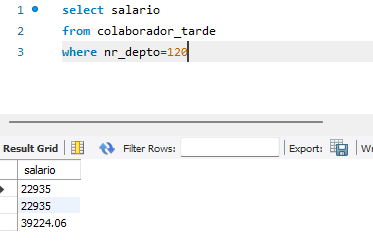 1 select salario
2 from colaborador_tarde
3 where nr_depto=120
Result Grid Filter Rows: Export:
salario
22935
22935
39224.06